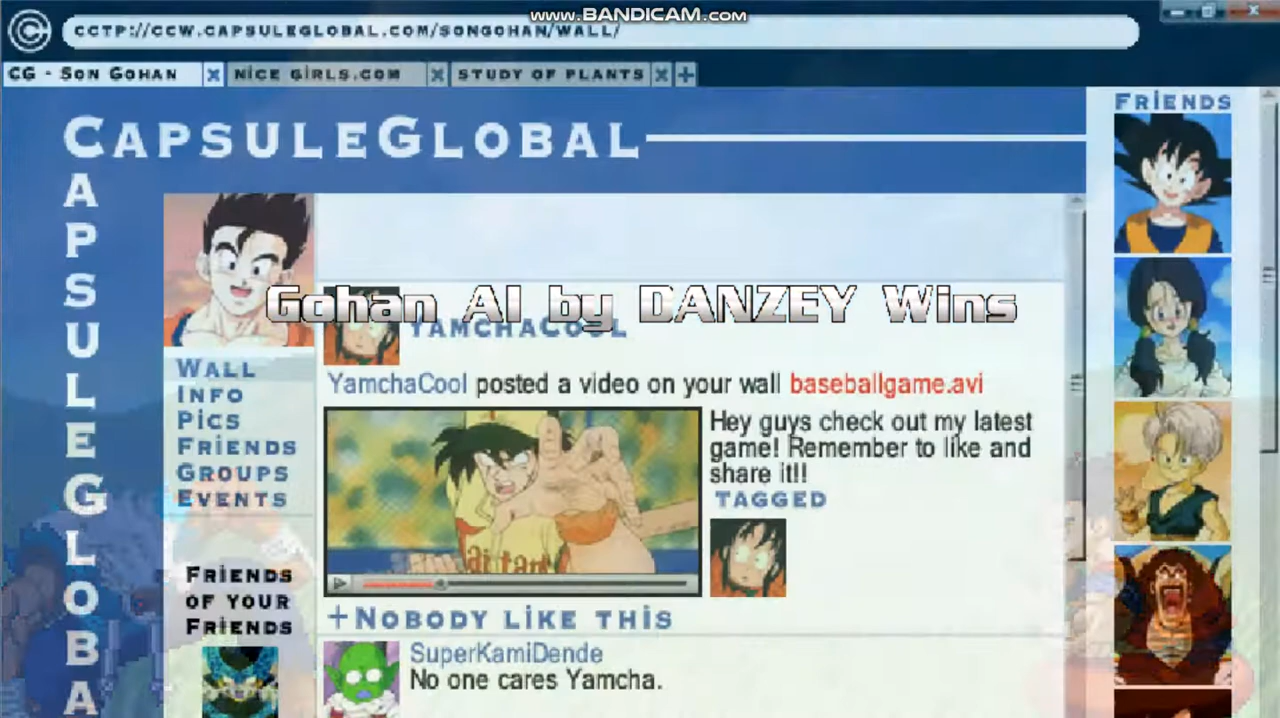 www.BANDICAM.com
CCTP://CCW.CAPSULEGLOBAL.COM/SONGOHAN/WALL/
CG - SON GOHAN
NICE GIRLS.COM
STUDY OF PLANTS
FRIENDS
CAPSULEGLOBAL
CAPSULEGLOBA
Gohan AI by DANZEY Wins
YAMCHACOOL
YamchaCool posted a video on your wall baseballgame.avi
WALL
INFO
PICS
FRIENDS
GROUPS
EVENTS
Hey guys check out my latest
game! Remember to like and
share it!!
TAGGED
+NOBODY LIKE THIS
FRIENDS
OF YOUR
FRIENDS
SuperKamiDende
No one cares Yamcha.